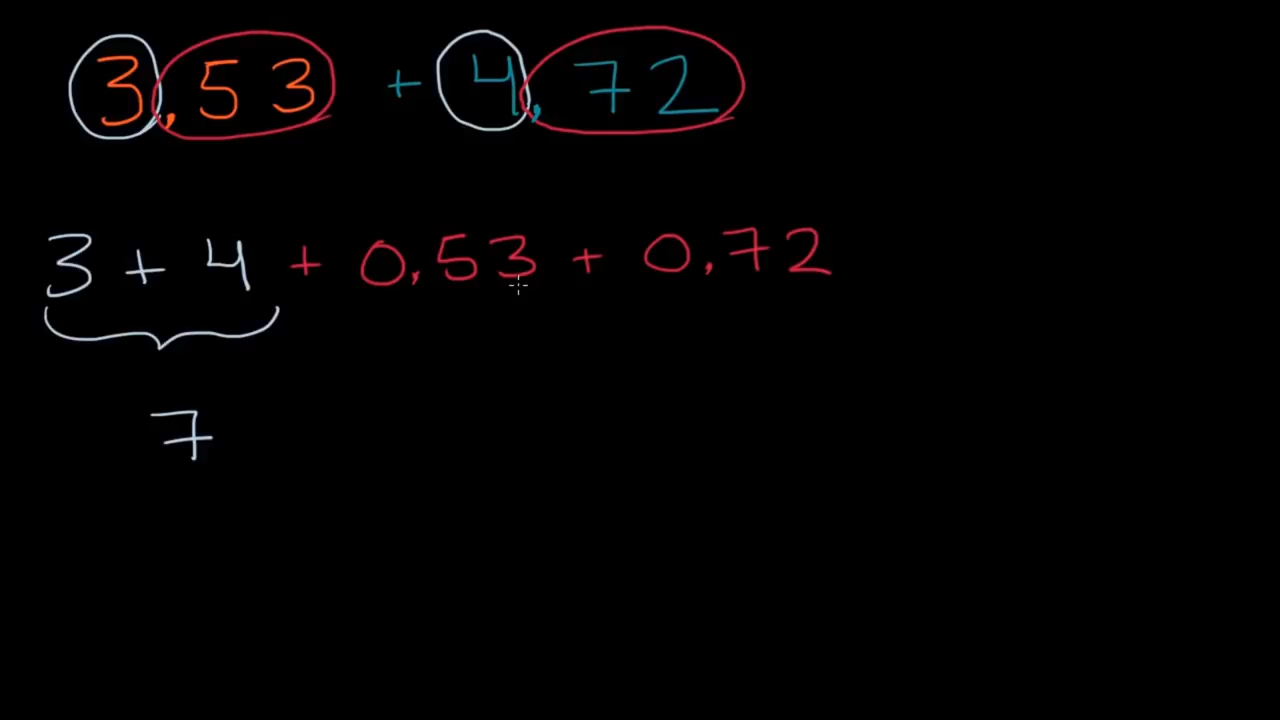 3,53 + 4,72
3 + 4 + 0,53 + 0,72
7